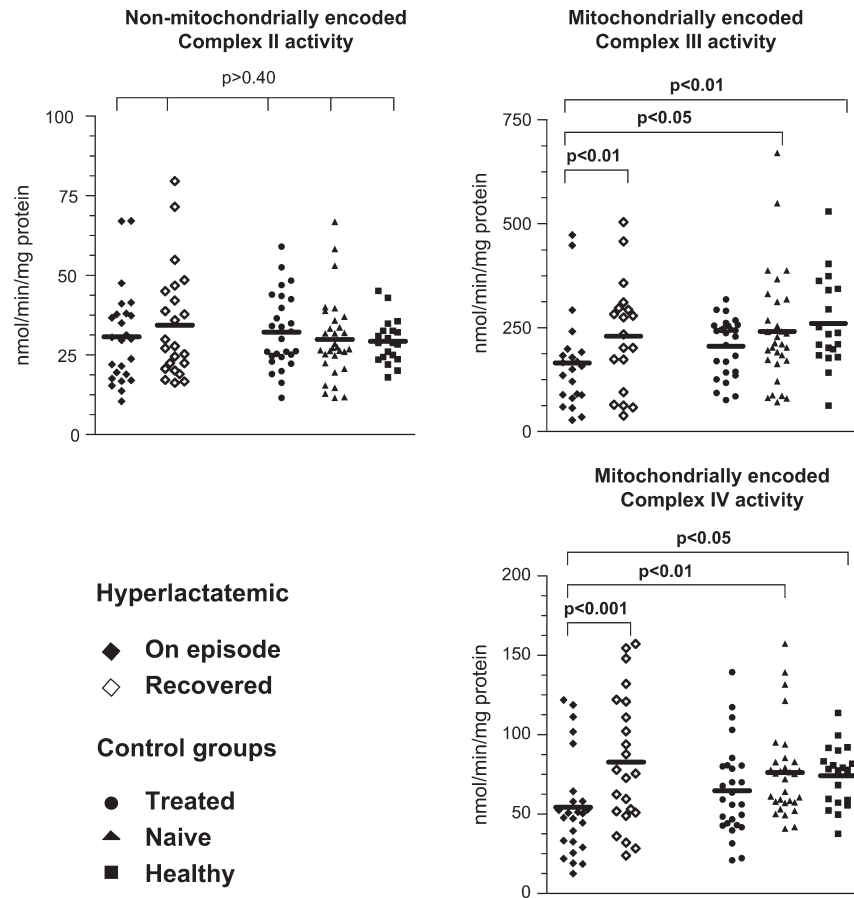 Non-mitochondrially encoded
Complex II activity
p>0.40
100
75
50
25
0
nmol/min/mg protein
Mitochondrially encoded
Complex III activity
p<0.01
p<0.05
p<0.01
750
500
250
0
nmol/min/mg protein
Mitochondrially encoded
Complex IV activity
p<0.05
p<0.01
p<0.001
200
150
100
50
0
nmol/min/mg protein
Hyperlactatemic
On episode
Recovered
Control groups
Treated
Naive
Healthy